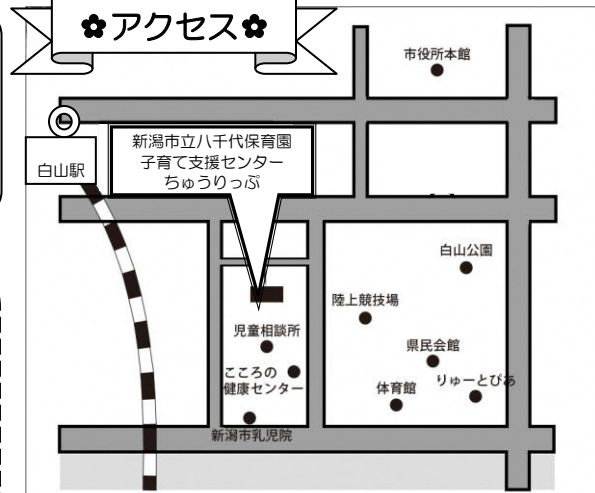 ✿アクセス✿
市役所本館
白山駅
新潟市立八千代保育園
子育て支援センター
ちゅうりっぷ
白山公園
陸上競技場
児童相談所
県民会館
こころの
健康センター
体育館
りゅーとぴあ
新潟市乳児院